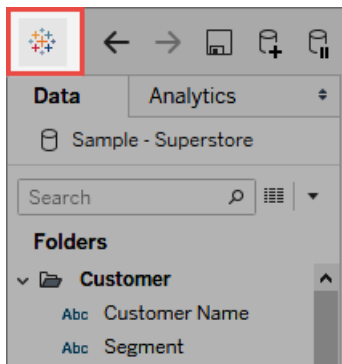 Data Analytics
Sample - Superstore
Search
Folders
Customer
Abc Customer Name
Abc Segment